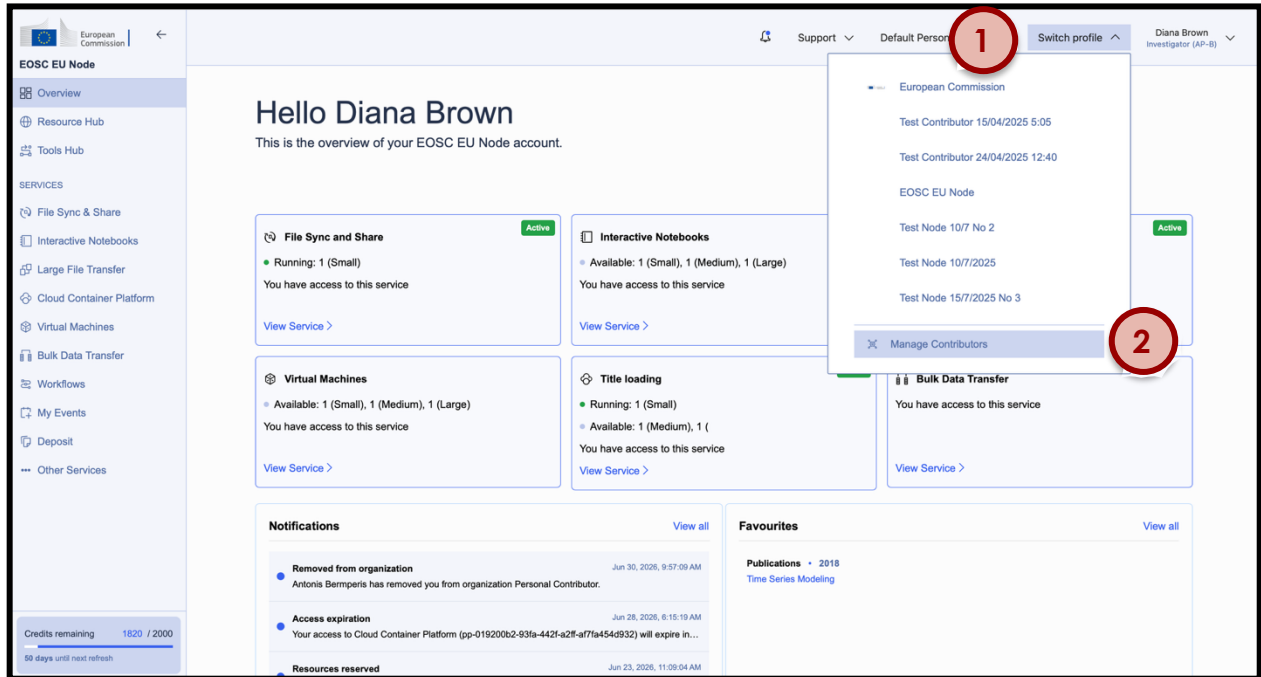 European
Commission
EOSC EU Node
Overview
Resource Hub
Tools Hub
SERVICES
File Sync & Share
Interactive Notebooks
Large File Transfer
Cloud Container Platform
Virtual Machines
Bulk Data Transfer
Workflows
My Events
Deposit
Other Services
Credits remaining 1820 / 2000
50 days until next refresh
Support
Default Person
1
Switch profile
Diana Brown
Investigator (AP-B)
European Commission
Test Contributor 15/04/2025 5:05
Test Contributor 24/04/2025 12:40
EOSC EU Node
Test Node 10/7 No 2
Test Node 10/7/2025
Test Node 15/7/2025 No 3
Manage Contributors
2
Hello Diana Brown
This is the overview of your EOSC EU Node account.
File Sync and Share
Active
Running: 1 (Small)
You have access to this service
View Service
Interactive Notebooks
Available: 1 (Small), 1 (Medium), 1 (Large)
You have access to this service
View Service
Active
Virtual Machines
Available: 1 (Small), 1 (Medium), 1 (Large)
You have access to this service
View Service
Title loading
Running: 1 (Small)
Available: 1 (Medium), 1 (
You have access to this service
View Service
Bulk Data Transfer
You have access to this service
View Service
Notifications
View all
Removed from organization
Jun 30, 2026, 9:57:09 AM
Antonis Bermperis has removed you from organization Personal Contributor.
Access expiration
Jun 28, 2026, 6:15:19 AM
Your access to Cloud Container Platform (pp-019200b2-93fa-442f-a2ff-af7fa454d932) will expire in...
Resources reserved
Jun 23, 2026, 11:09:04 AM
Favourites
View all
Publications • 2018
Time Series Modeling